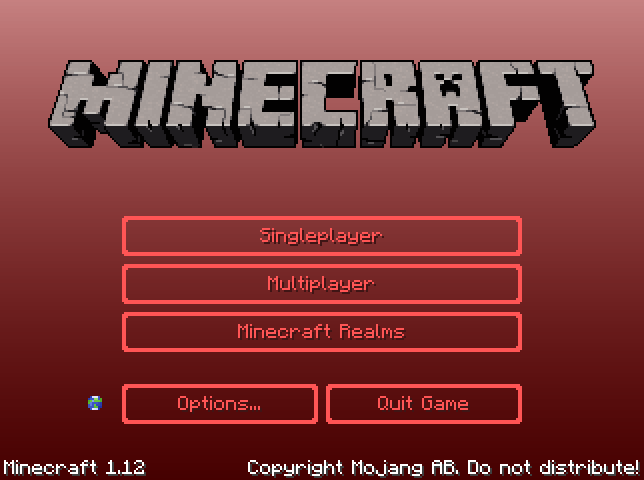 MINECRAFT
Singleplayer
Multiplayer
Minecraft Realms
Options... Quit Game
Minecraft 1.12 Copyright Mojang AB. Do not distribute!